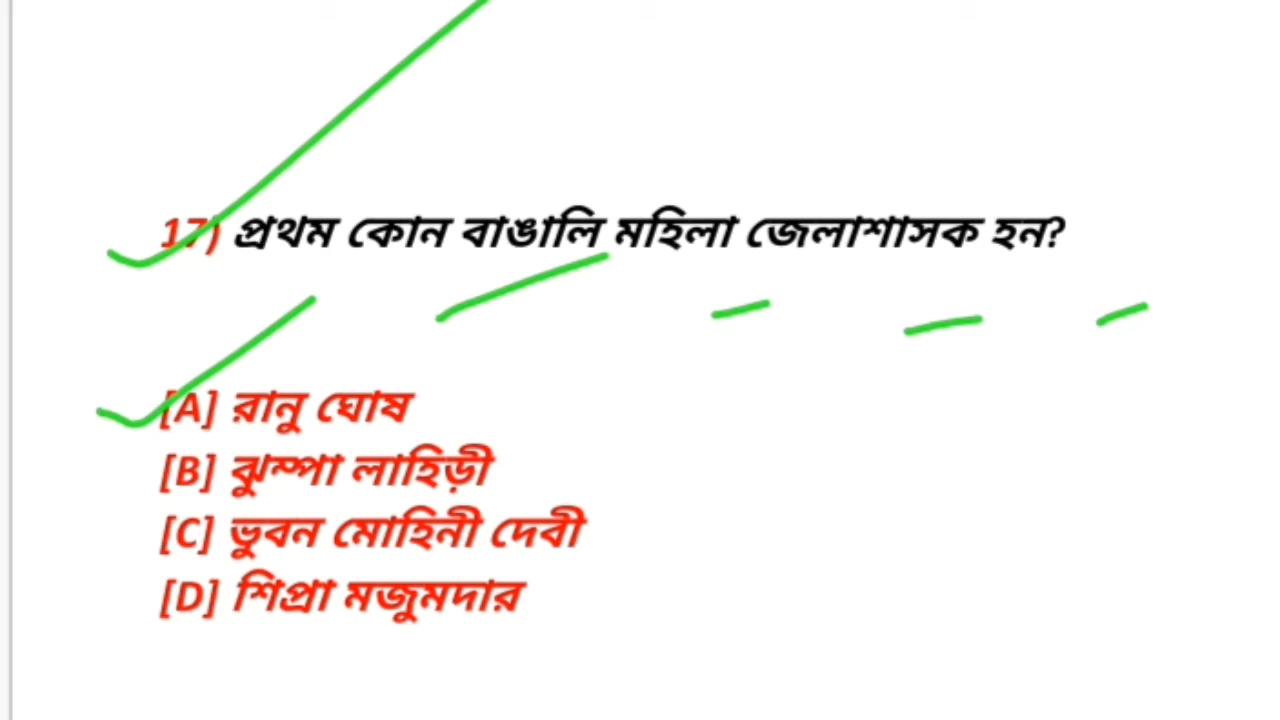 17) প্রথম কোন বাঙালি মহিলা জেলাশাসক হন?
[A] রানু ঘোষ
[B] ঝুম্পা লাহিড়ী
[C] ভুবন মোহিনী দেবী
[D] শিপ্রা মজুমদার